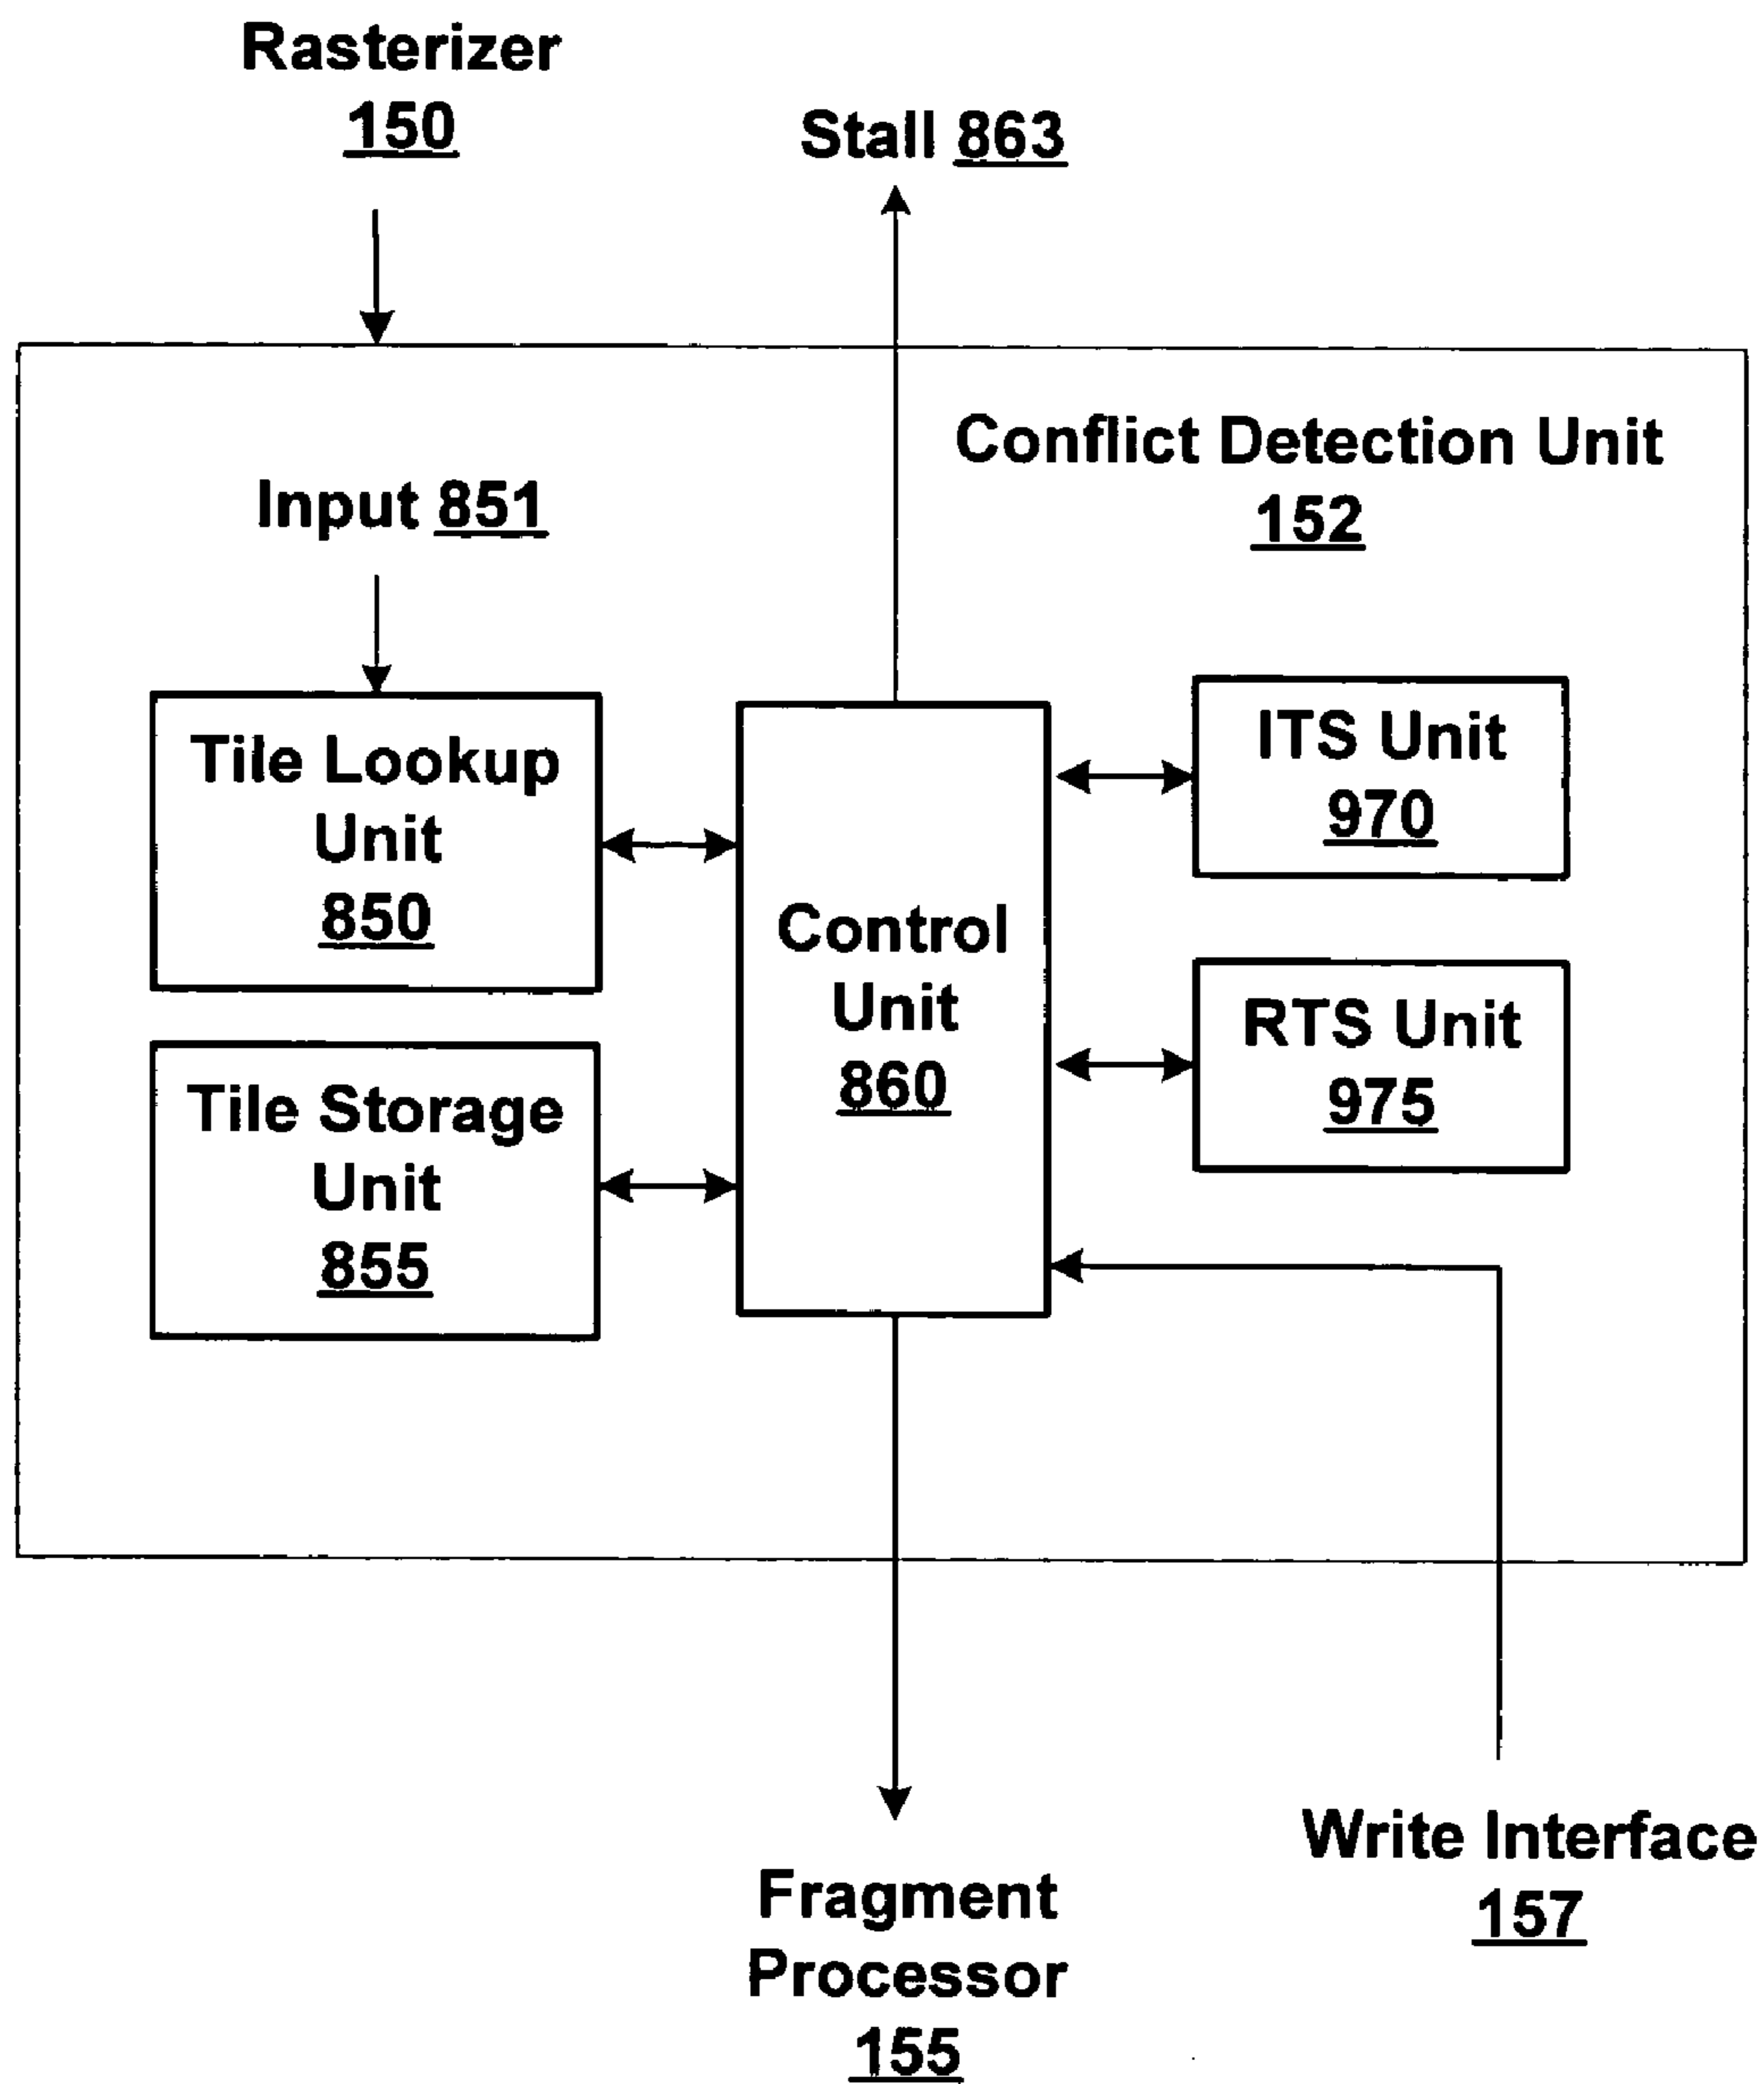 Rasterizer
150
Stall 863
Conflict Detection Unit
152
Input 851
Tile Lookup
Unit
850
Control
Unit
860
ITS Unit
970
RTS Unit
975
Tile Storage
Unit
855
Write Interface
157
Fragment
Processor
155